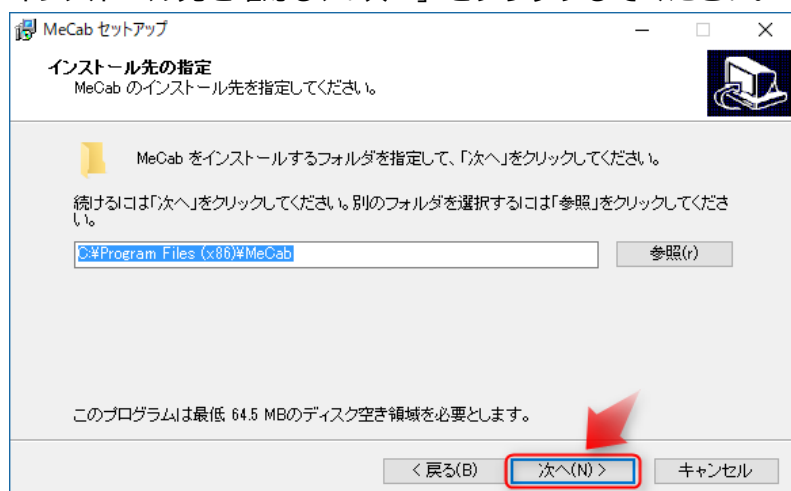 MeCab セットアップ
インストール先の指定
MeCab のインストール先を指定してください。
MeCab をインストールするフォルダを指定して、「次へ」をクリックしてください。
続けるには「次へ」をクリックしてください。別のフォルダを選択するには「参照」をクリックしてくださ
い。
C:¥Program Files (x86)¥MeCab
参照(r)
このプログラムは最低 64.5 MBのディスク空き領域を必要とします。
< 戻る(B)
次へ(N) >
キャンセル